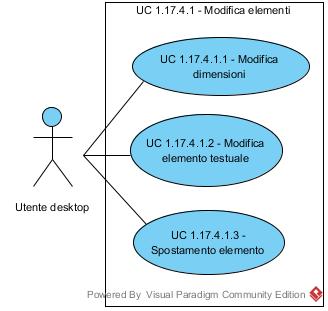 UC 1.17.4.1 - Modifica elementi
UC 1.17.4.1.1 - Modifica
dimensioni
UC 1.17.4.1.2 - Modifica
elemento testuale
Utente desktop
UC 1.17.4.1.3 -
Spostamento elemento
Powered By Visual Paradigm Community Edition